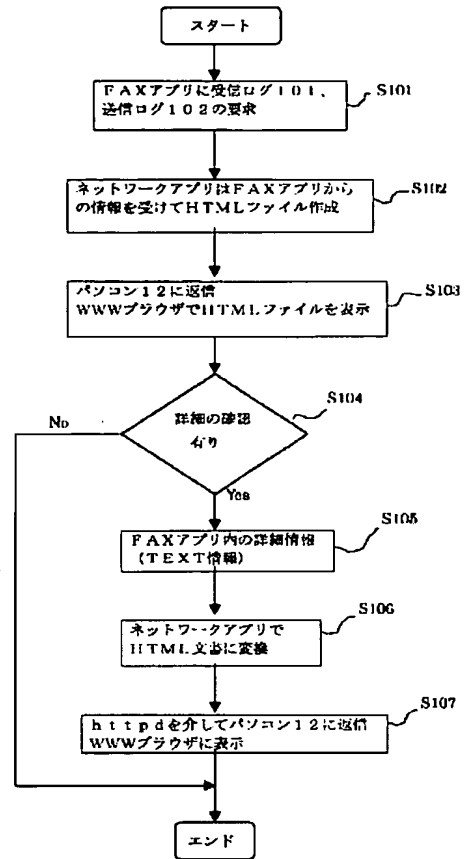 スタート
FAXアプリに受信ログ101、
送信ログ102の要求
S101
ネットワークアプリはFAXアプリから
の情報を受けてHTMLファイル作成
S102
パソコン12に返信
WWWブラウザでHTMLファイルを表示
S103
詳細の確認
有り
S104
No
Yes
FAXアプリ内の詳細情報
(TEXT情報)
S105
ネットワークアプリで
HTML文書に変換
S106
httpdを介してパソコン12に返信
WWWブラウザに表示
S107
エンド